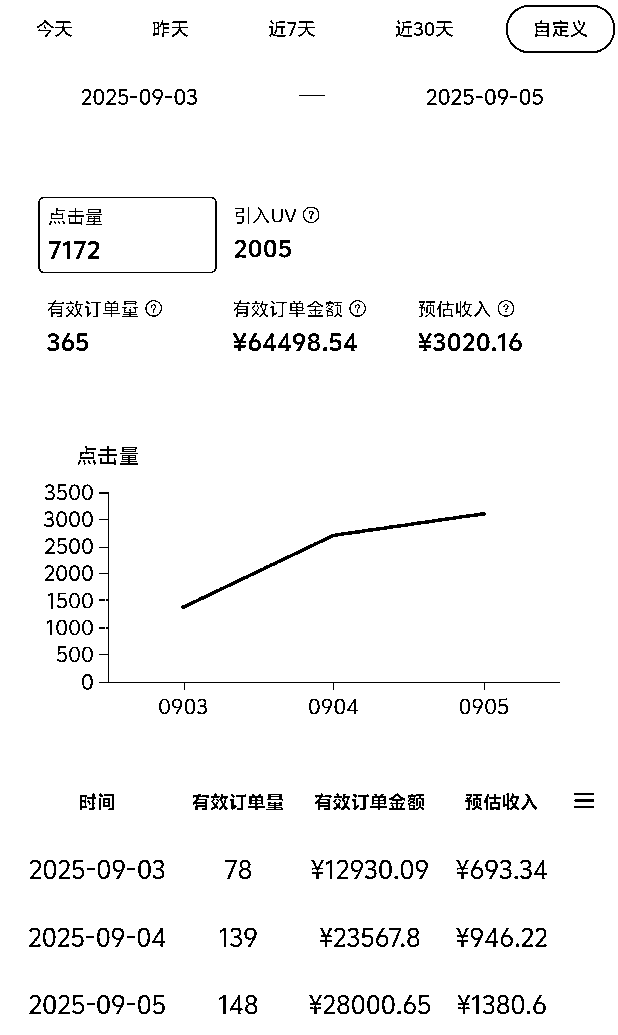 今天 昨天 近7天 近30天 自定义
2025-09-03 — 2025-09-05
点击量 引入UV ?
7172 2005
有效订单量 ? 有效订单金额 ? 预估收入 ?
365 ¥64498.54 ¥3020.16
点击量
3500
3000
2500
2000
1500
1000
500
0
0903 0904 0905
时间 有效订单量 有效订单金额 预估收入
2025-09-03 78 ¥12930.09 ¥693.34
2025-09-04 139 ¥23567.8 ¥946.22
2025-09-05 148 ¥28000.65 ¥1380.6